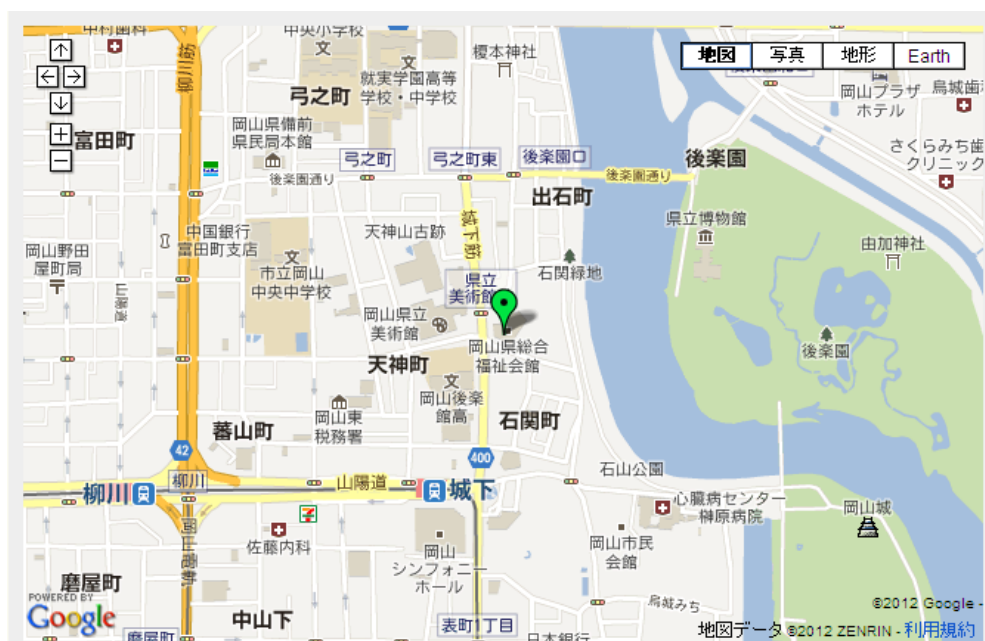 中村歯科
中央小学校
榎本神社
地図
写真
地形
Earth
柳川筋
就実学園高等
学校・中学校
弓之町
岡山プラザ
ホテル
烏城歯
岡山県備前
県民局本館
富田町
さくらみち歯
クリニック
弓之町
弓之町東
後楽園口
後楽園
後楽園通り
後楽園通り
出石町
城下筋
県立博物館
中国銀行
富田町支店
天神山古跡
岡山野田
屋町局
市立岡山
中央中学校
石関緑地
由加神社
県立
美術館
岡山県立
美術館
岡山県総合
福祉会館
後楽園
天神町
岡山後楽
館高
岡山東
税務署
石関町
蕃山町
42
400
石山公園
柳川
柳川
山陽道
城下
心臓病センター
榊原病院
岡山城
佐藤内科
岡山
シンフォニー
ホール
岡山市民
会館
磨屋町
中山下
烏城みち
POWERED BY
Google
©2012 Google -
磨屋町
表町1丁目
日本銀行
地図データ ©2012 ZENRIN - 利用規約